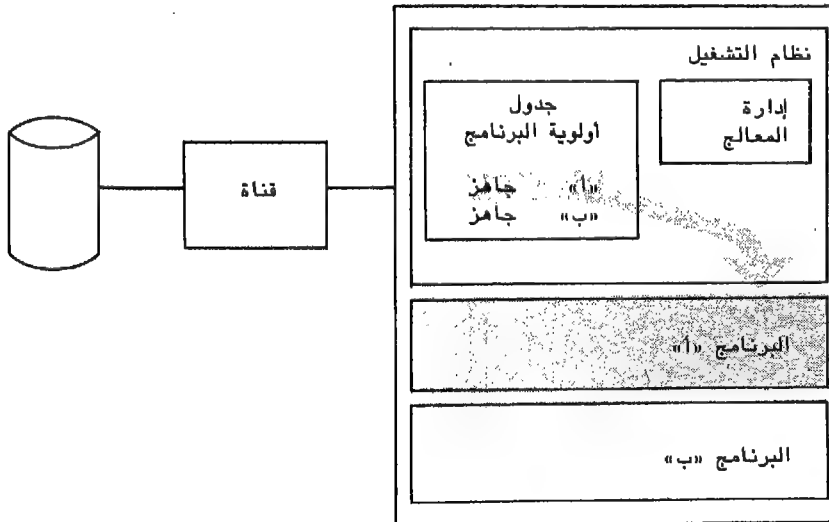 نظام التشغيل
جدول
أولوية البرنامج
«أ» جاهز
«ب» جاهز
إدارة
المعالج
قناة
البرنامج «أ»
البرنامج «ب»